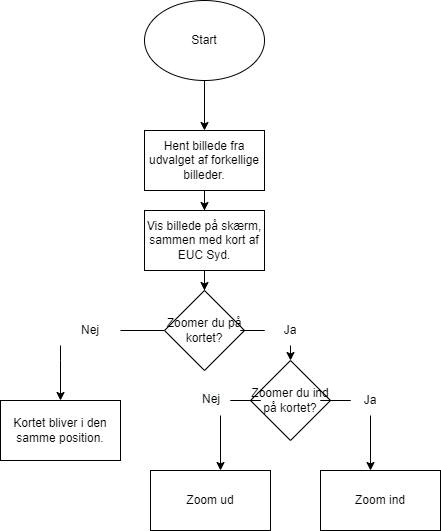 Start
Hent billede fra
udvalget af forkellige
billeder.
Vis billede på skærm,
sammen med kort af
EUC Syd.
Zoomer du på
kortet?
Nej
Ja
Zoomer du ind
på kortet?
Nej
Ja
Kortet bliver i den
samme position.
Zoom ud
Zoom ind